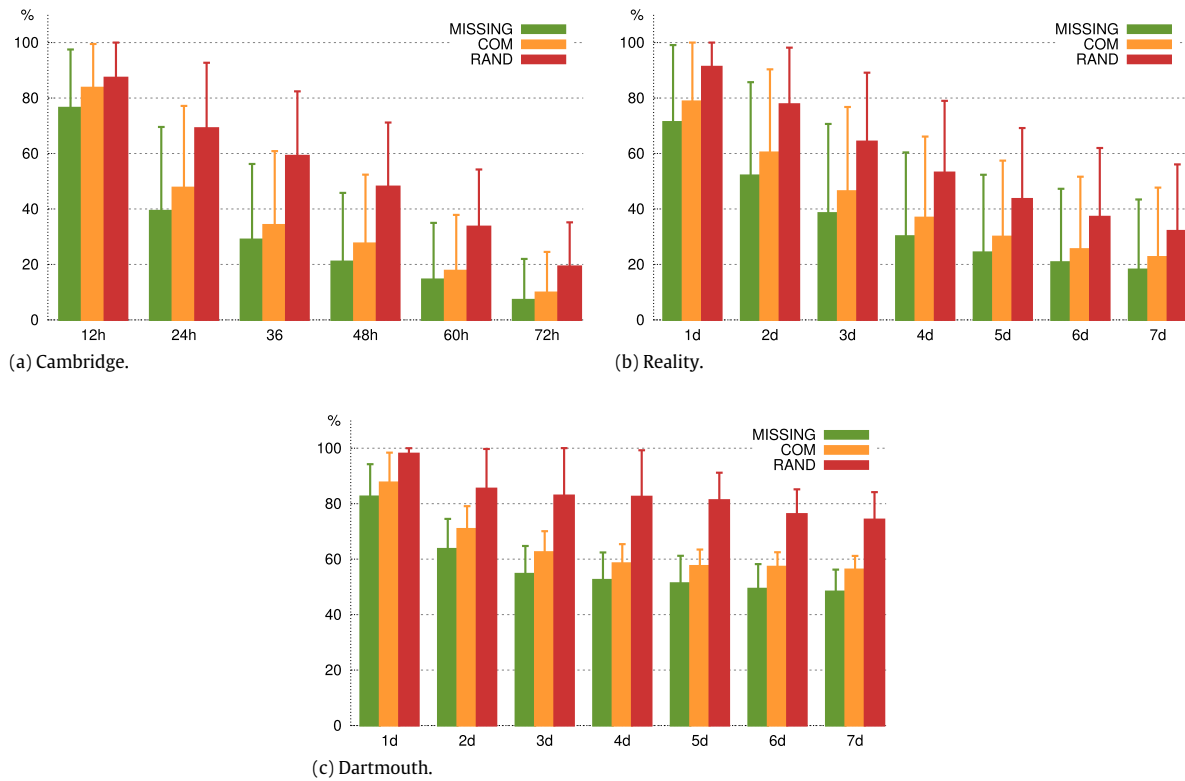 %
MISSING
COM
RAND
100
80
60
40
20
0
12h 24h 36 48h 60h 72h
(a) Cambridge.
%
MISSING
COM
RAND
100
80
60
40
20
0
1d 2d 3d 4d 5d 6d 7d
(b) Reality.
%
MISSING
COM
RAND
100
80
60
40
20
0
1d 2d 3d 4d 5d 6d 7d
(c) Dartmouth.